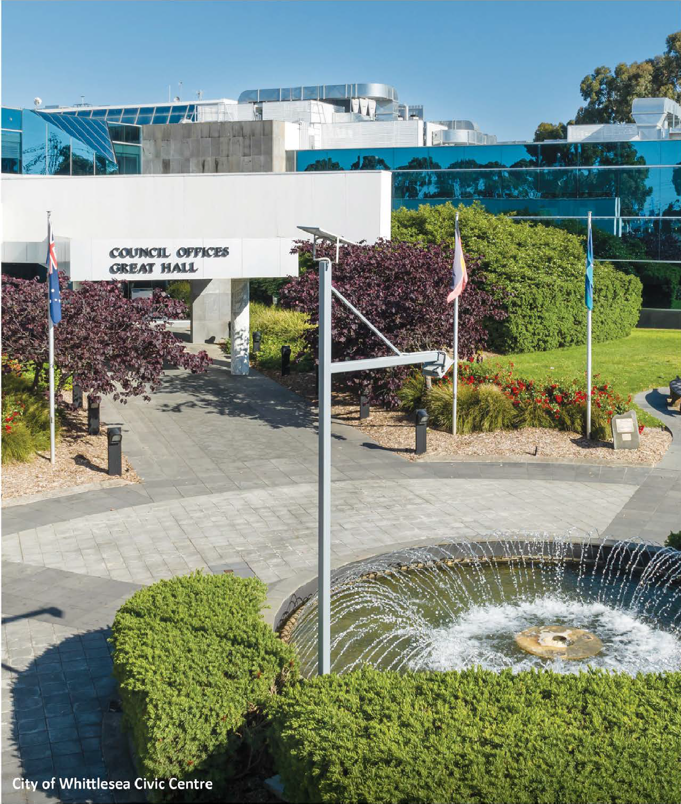 COUNCIL OFFICES
GREAT HALL
City of Whittlesea Civic Centre